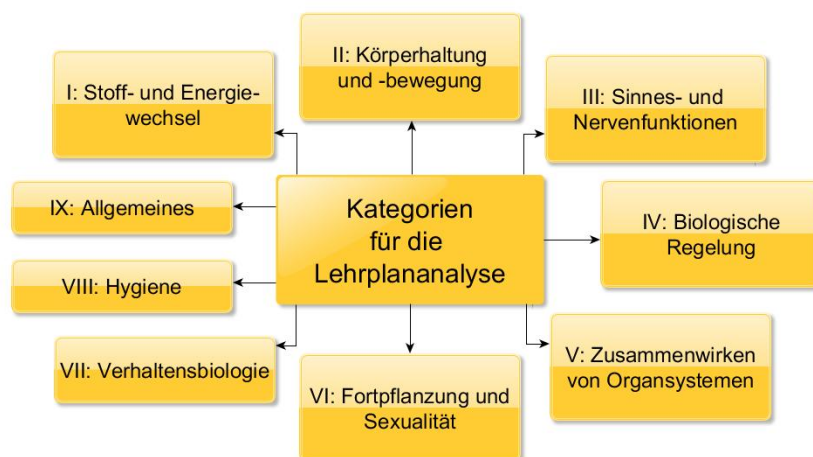 Kategorien
für die
Lehrplananalyse
I: Stoff- und Energie-
wechsel
II: Körperhaltung
und -bewegung
III: Sinnes- und
Nervenfunktionen
IV: Biologische
Regelung
V: Zusammenwirken
von Organsystemen
VI: Fortpflanzung und
Sexualität
VII: Verhaltensbiologie
VIII: Hygiene
IX: Allgemeines